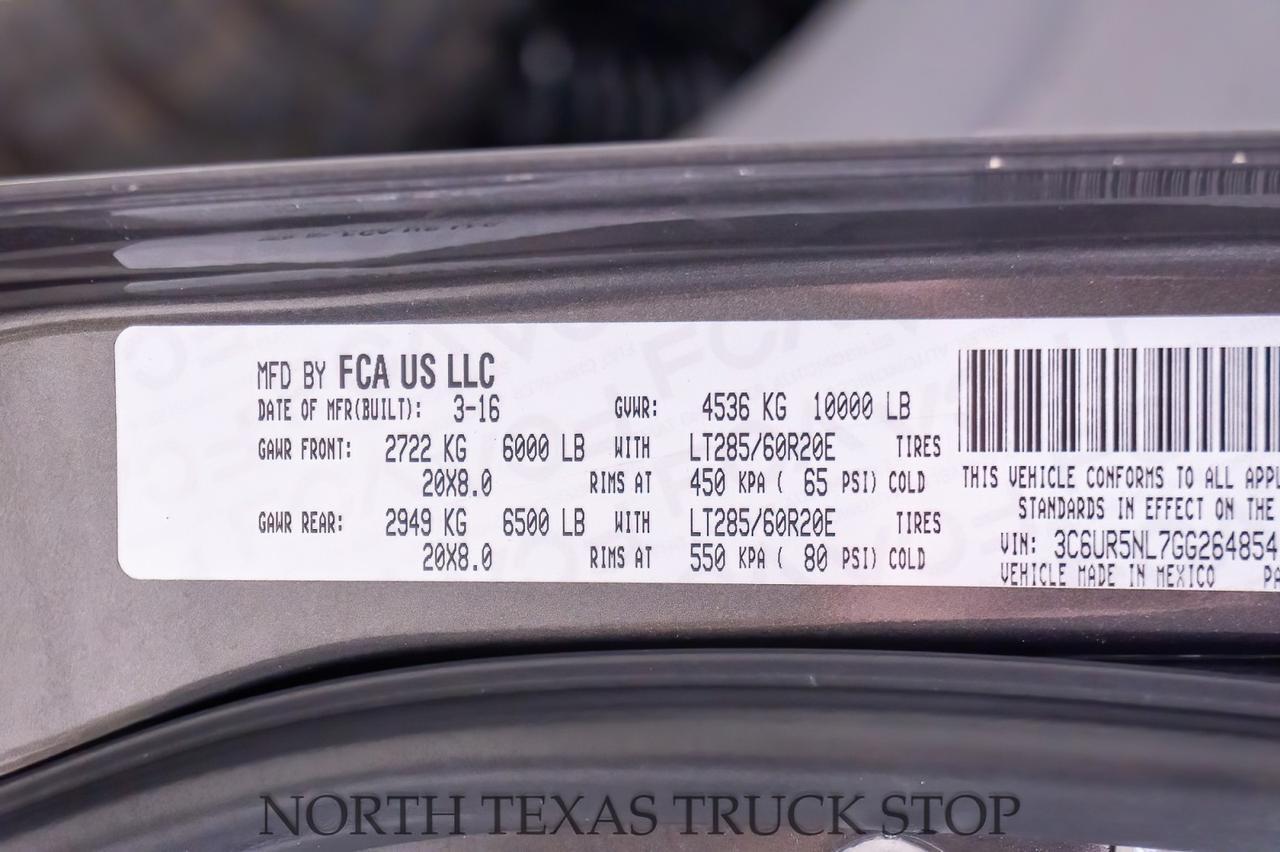 MFD BY FCA US LLC
DATE OF MFR(BUILT): 3-16 GVWR: 4536 KG 10000 LB
GAWR FRONT: 2722 KG 6000 LB WITH LT285/60R20E TIRES
20X8.0 RIMS AT 450 KPA ( 65 PSI) COLD
GAWR REAR: 2949 KG 6500 LB WITH LT285/60R20E TIRES
20X8.0 RIMS AT 550 KPA ( 80 PSI) COLD
THIS VEHICLE CONFORMS TO ALL APPL
STANDARDS IN EFFECT ON THE
VIN: 3C6UR5NL7GG264854
VEHICLE MADE IN MEXICO PA
NORTH TEXAS TRUCK STOP